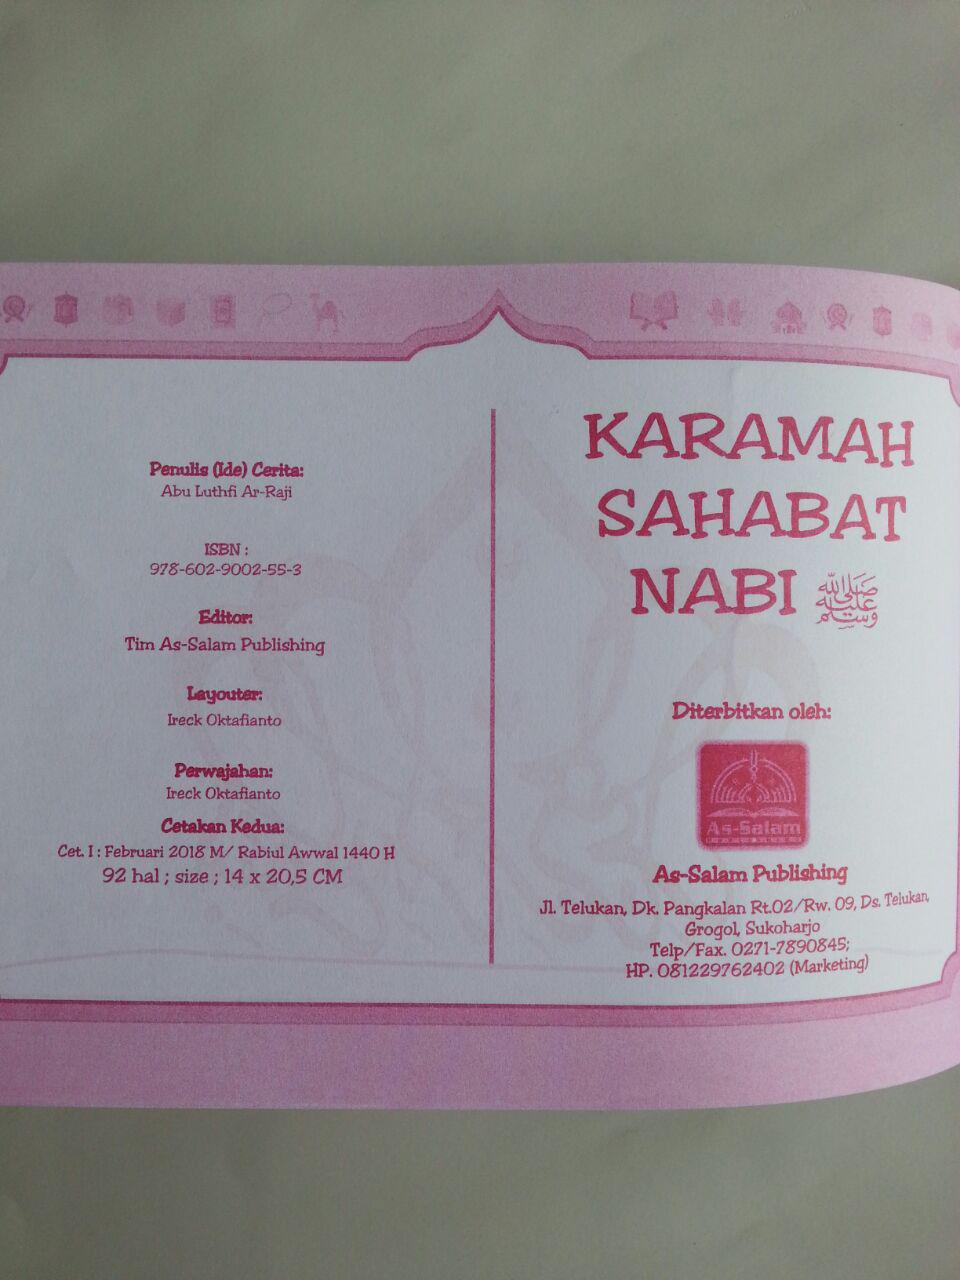 Penulis (Ide) Cerita:
Abu Luthfi Ar-Raji
ISBN :
978-602-9002-55-3
Editor:
Tim As-Salam Publishing
Layouter:
Ireck Oktafianto
Perwajahan:
Ireck Oktafianto
Cetakan Kedua:
Cet. I : Februari 2018 M/ Rabiul Awwal 1440 H
92 hal ; size ; 14 x 20,5 CM
KARAMAH
SAHABAT
NABI ﷺ
Diterbitkan oleh:
As-Salam
As-Salam Publishing
Jl. Telukan, Dk. Pangkalan Rt.02/Rw. 09, Ds. Telukan,
Grogol, Sukoharjo
Telp/Fax. 0271-7890845;
HP. 081229762402 (Marketing)